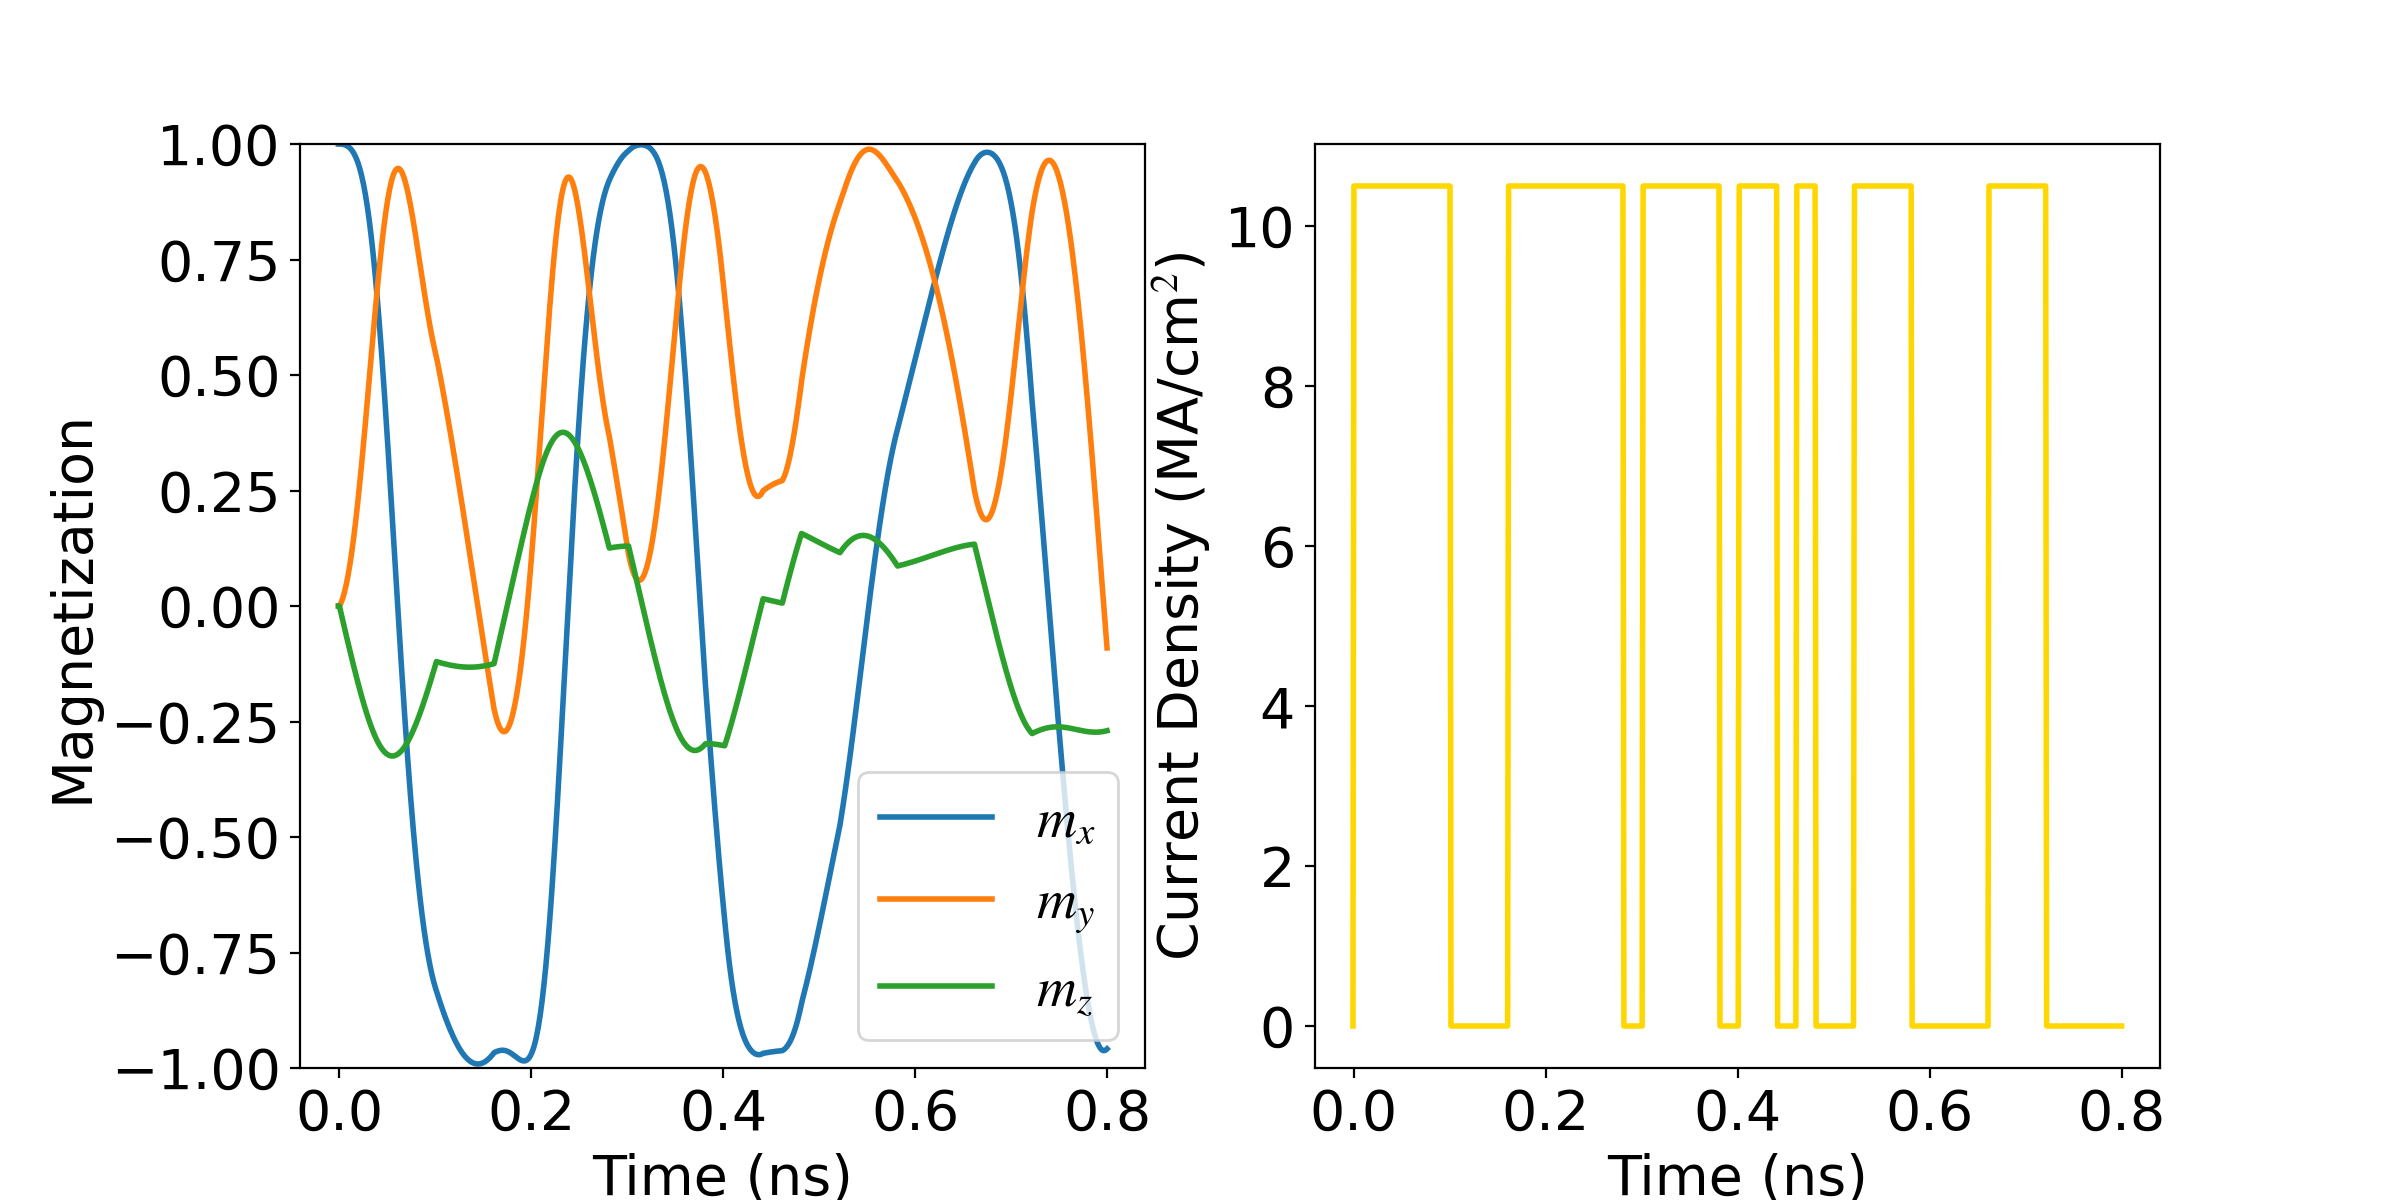 1.00
0.75
0.50
0.25
0.00
−0.25
−0.50
−0.75
−1.00
Magnetization
0.0 0.2 0.4 0.6 0.8
Time (ns)
m_x
m_y
m_z
10
8
6
4
2
0
Current Density (MA/cm²)
0.0 0.2 0.4 0.6 0.8
Time (ns)